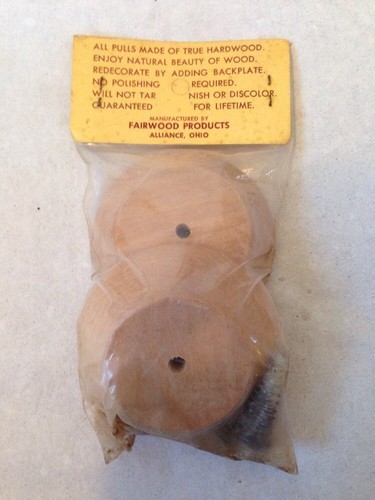 ALL PULLS MADE OF TRUE HARDWOOD.
ENJOY NATURAL BEAUTY OF WOOD.
REDECORATE BY ADDING BACKPLATE.
NO POLISHING REQUIRED.
WILL NOT TAR NISH OR DISCOLOR.
GUARANTEED FOR LIFETIME.
MANUFACTURED BY
FAIRWOOD PRODUCTS
ALLIANCE, OHIO